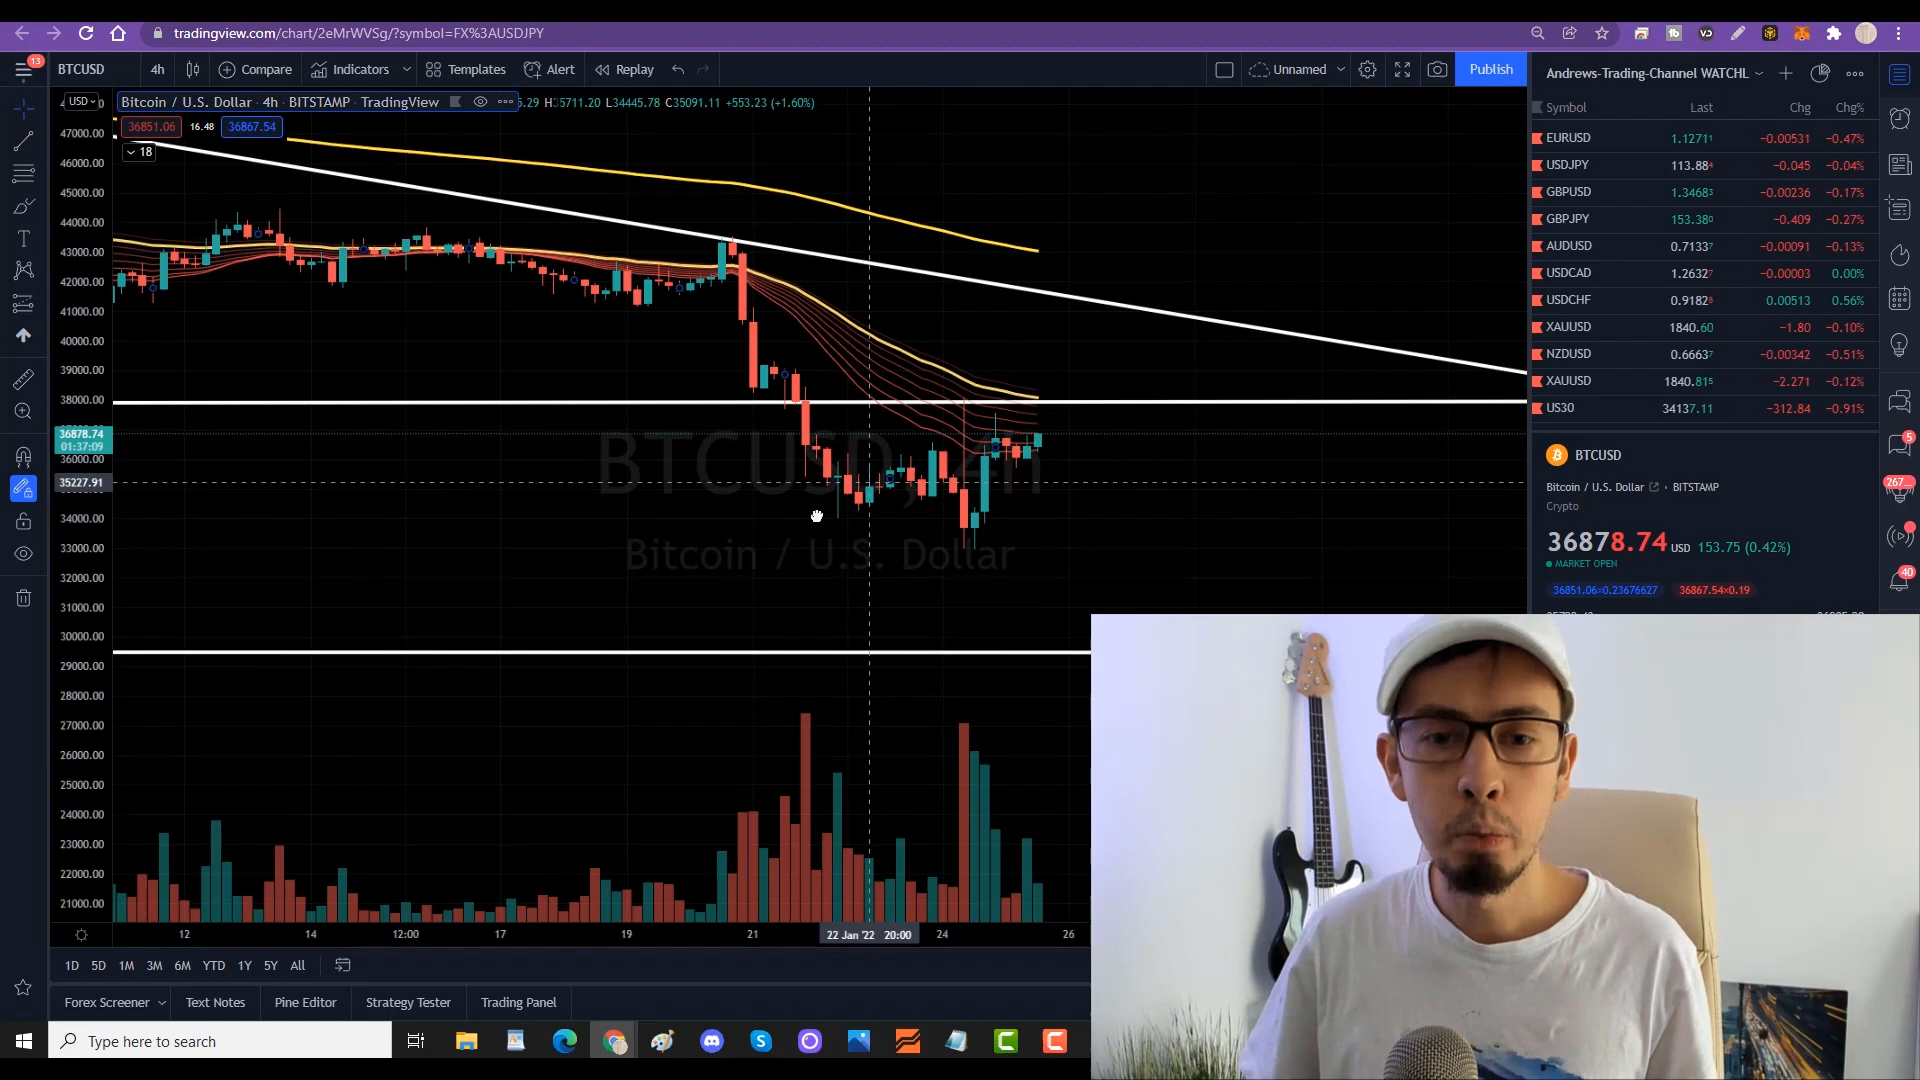 tradingview.com/chart/2eMrWVSg/?symbol=FX%3AUSDJPY
13
BTCUSD 4h Compare Indicators Templates Alert Replay Unnamed Publish
Andrews-Trading-Channel WATCHL
USD
Bitcoin / U.S. Dollar · 4h · BITSTAMP · TradingView 5.29 H35711.20 L34445.78 C35091.11 +553.23 (+1.60%)
36851.06 16.48 36867.54
18
47000.00
46000.00
45000.00
44000.00
43000.00
42000.00
41000.00
40000.00
39000.00
38000.00
36878.74
01:37:09
36000.00
35227.91
34000.00
33000.00
32000.00
31000.00
30000.00
29000.00
28000.00
27000.00
26000.00
25000.00
24000.00
23000.00
22000.00
21000.00
BTCUSD, 4h
Bitcoin / U.S. Dollar
12 14 12:00 17 19 21 22 Jan '22 20:00 24 26
Symbol Last Chg Chg%
EURUSD 1.12711 −0.00531 −0.47%
USDJPY 113.884 −0.045 −0.04%
GBPUSD 1.34683 −0.00236 −0.17%
GBPJPY 153.380 −0.409 −0.27%
AUDUSD 0.71337 −0.00091 −0.13%
USDCAD 1.26327 −0.00003 0.00%
USDCHF 0.91828 0.00513 0.56%
XAUUSD 1840.60 −1.80 −0.10%
NZDUSD 0.66637 −0.00342 −0.51%
XAUUSD 1840.815 −2.271 −0.12%
US30 34137.11 −312.84 −0.91%
BTCUSD
Bitcoin / U.S. Dollar · BITSTAMP
Crypto
36878.74 USD 153.75 (0.42%)
MARKET OPEN
36851.06×0.23676627 36867.54×0.19
5
267...
40
1D 5D 1M 3M 6M YTD 1Y 5Y All
Forex Screener Text Notes Pine Editor Strategy Tester Trading Panel
Type here to search